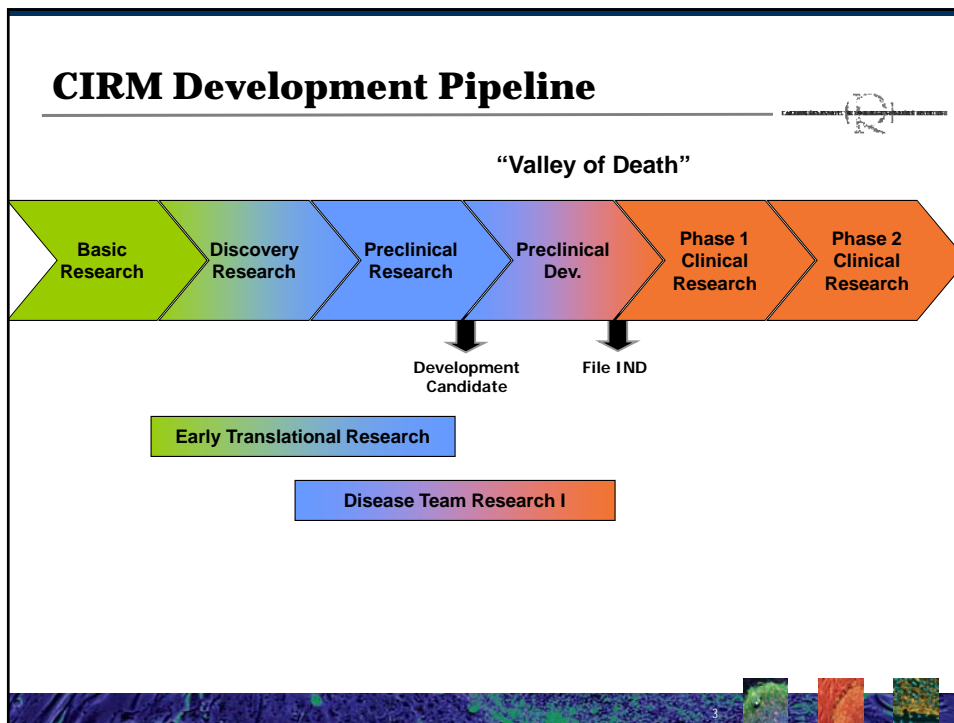 CIRM Development Pipeline
“Valley of Death”
Basic
Research
Discovery
Research
Preclinical
Research
Preclinical
Dev.
Phase 1
Clinical
Research
Phase 2
Clinical
Research
Development
Candidate
File IND
Early Translational Research
Disease Team Research I
3